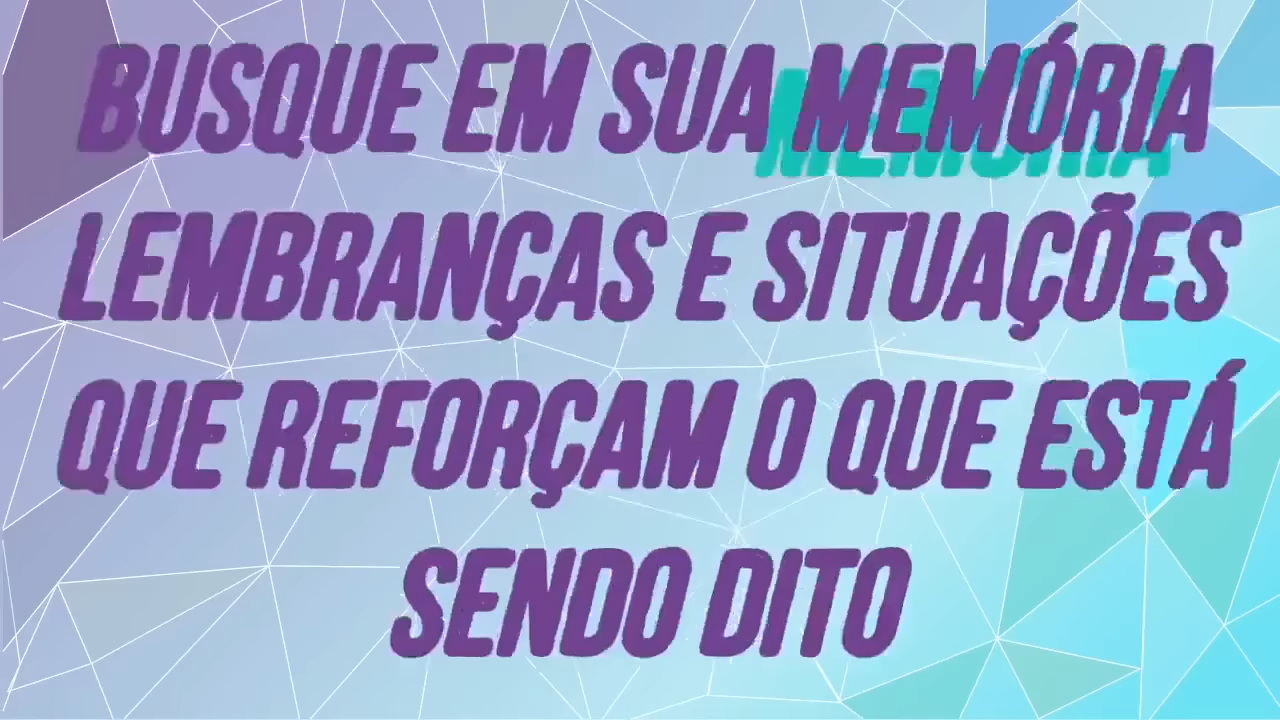 BUSQUE EM SUA MEMÓRIA
LEMBRANÇAS E SITUAÇÕES
QUE REFORÇAM O QUE ESTÁ
SENDO DITO